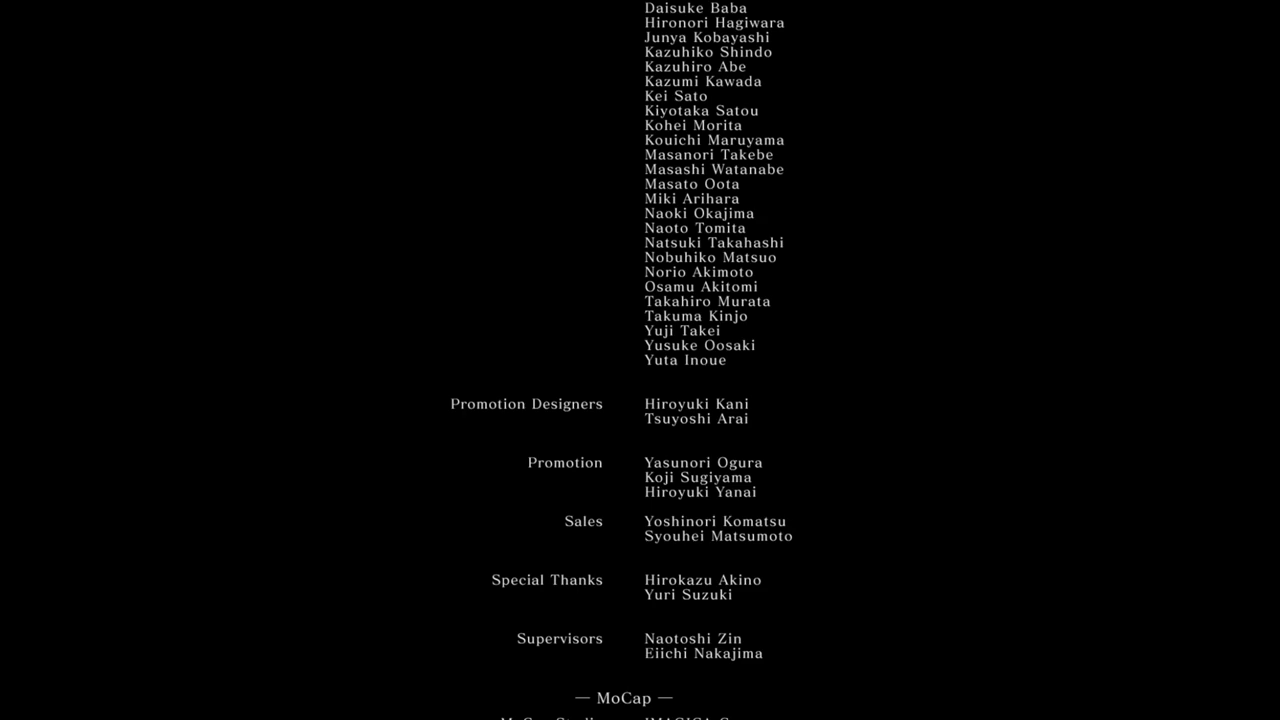 Daisuke Baba
Hironori Hagiwara
Junya Kobayashi
Kazuhiko Shindo
Kazuhiro Abe
Kazumi Kawada
Kei Sato
Kiyotaka Satou
Kohei Morita
Kouichi Maruyama
Masanori Takebe
Masashi Watanabe
Masato Oota
Miki Arihara
Naoki Okajima
Naoto Tomita
Natsuki Takahashi
Nobuhiko Matsuo
Norio Akimoto
Osamu Akitomi
Takahiro Murata
Takuma Kinjo
Yuji Takei
Yusuke Oosaki
Yuta Inoue
Promotion Designers Hiroyuki Kani
Tsuyoshi Arai
Promotion Yasunori Ogura
Koji Sugiyama
Hiroyuki Yanai
Sales Yoshinori Komatsu
Syouhei Matsumoto
Special Thanks Hirokazu Akino
Yuri Suzuki
Supervisors Naotoshi Zin
Eiichi Nakajima
— MoCap —